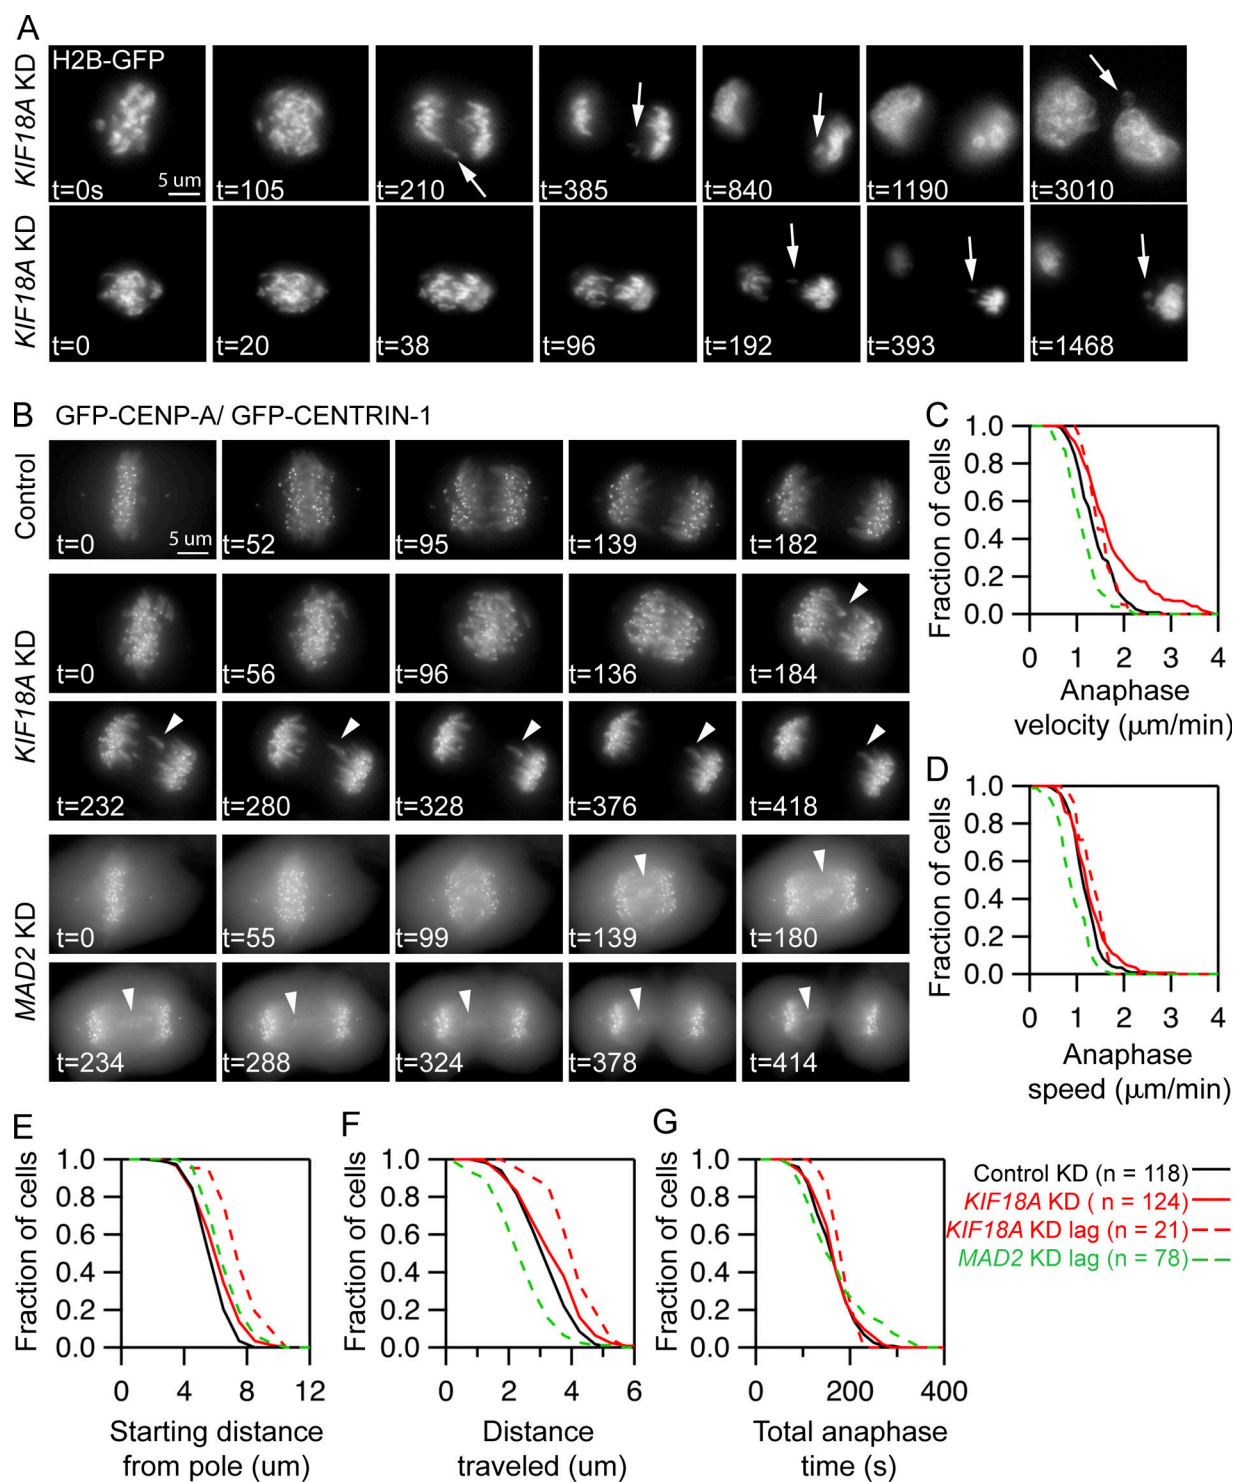 A
KIF18A KD
H2B-GFP
t=0s
5 um
t=105
t=210
t=385
t=840
t=1190
t=3010
KIF18A KD
t=0
t=20
t=38
t=96
t=192
t=393
t=1468
B GFP-CENP-A/ GFP-CENTRIN-1
Control
t=0
5 um
t=52
t=95
t=139
t=182
KIF18A KD
t=0
t=56
t=96
t=136
t=184
t=232
t=280
t=328
t=376
t=418
MAD2 KD
t=0
t=55
t=99
t=139
t=180
t=234
t=288
t=324
t=378
t=414
C
Fraction of cells
1.0
0.8
0.6
0.4
0.2
0.0
0 1 2 3 4
Anaphase
velocity (μm/min)
D
Fraction of cells
1.0
0.8
0.6
0.4
0.2
0.0
0 1 2 3 4
Anaphase
speed (μm/min)
E
Fraction of cells
1.0
0.8
0.6
0.4
0.2
0.0
0 4 8 12
Starting distance
from pole (um)
F
Fraction of cells
1.0
0.8
0.6
0.4
0.2
0.0
0 2 4 6
Distance
traveled (um)
G
Fraction of cells
1.0
0.8
0.6
0.4
0.2
0.0
0 200 400
Total anaphase
time (s)
Control KD (n = 118)
KIF18A KD ( n = 124)
KIF18A KD lag (n = 21)
MAD2 KD lag (n = 78)